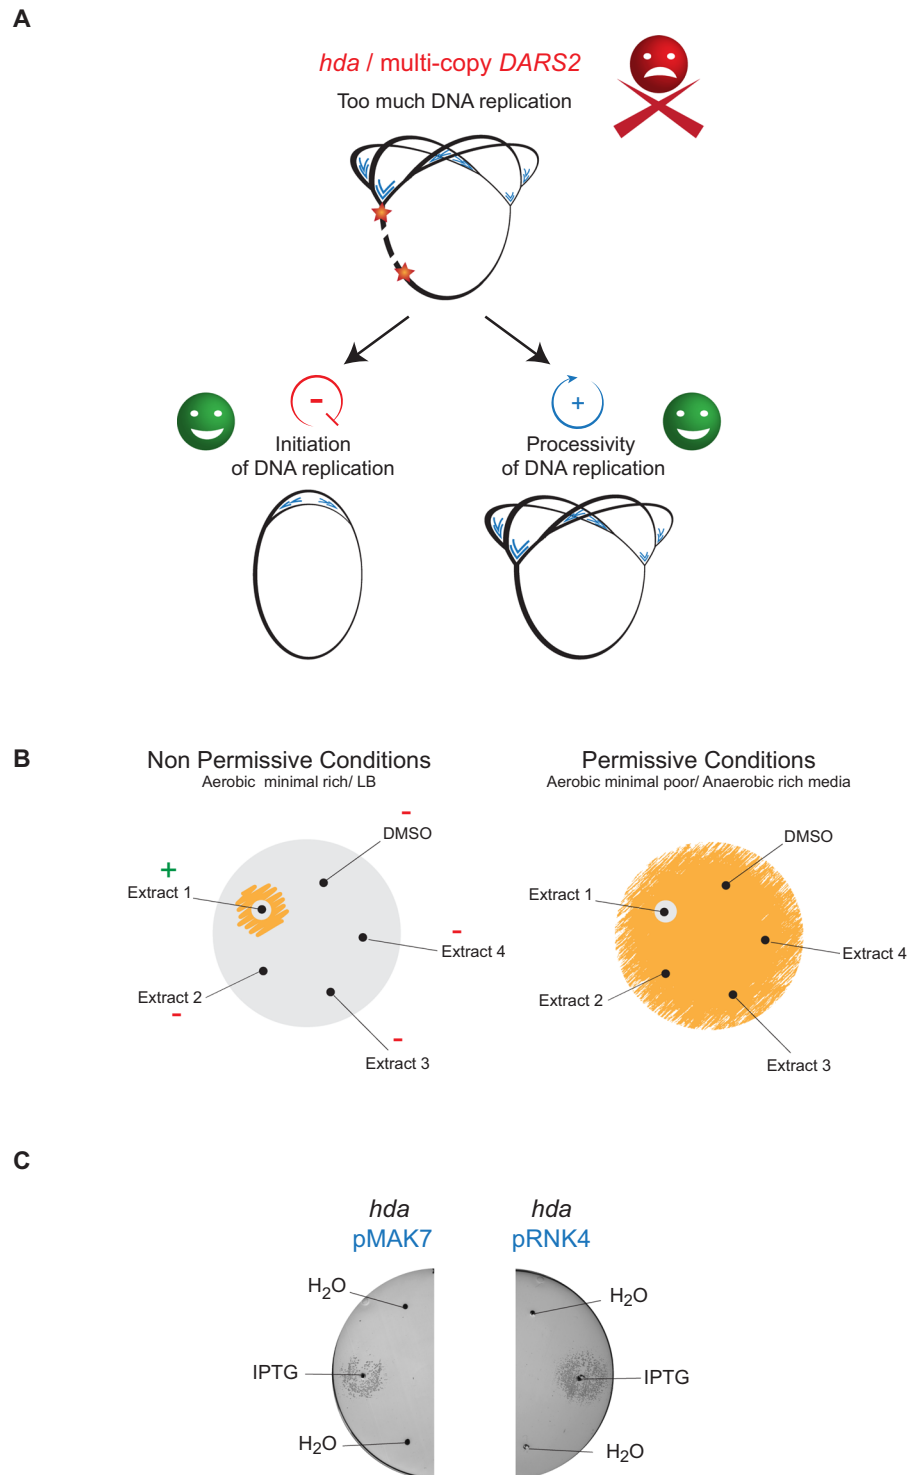 A
hda / multi-copy DARS2
Too much DNA replication
-
Initiation
of DNA replication
+
Processivity
of DNA replication
B
Non Permissive Conditions
Aerobic minimal rich/ LB
-
DMSO
+
Extract 1
-
Extract 4
Extract 2
-
-
Extract 3
Permissive Conditions
Aerobic minimal poor/ Anaerobic rich media
DMSO
Extract 1
Extract 4
Extract 2
Extract 3
C
hda
pMAK7
H2O
IPTG
H2O
hda
pRNK4
H2O
IPTG
H2O